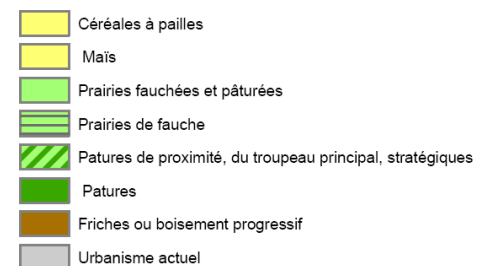 Céréales à pailles
Maïs
Prairies fauchées et pâturées
Prairies de fauche
Patures de proximité, du troupeau principal, stratégiques
Patures
Friches ou boisement progressif
Urbanisme actuel